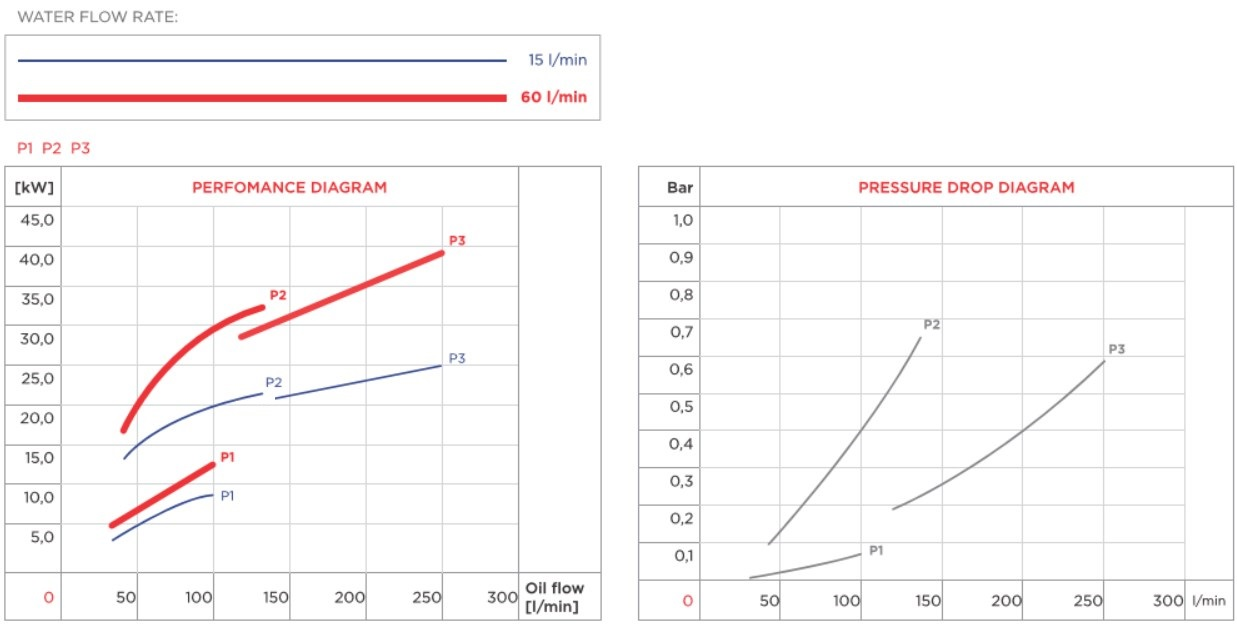 WATER FLOW RATE:
15 l/min
60 l/min
P1 P2 P3
[kW] PERFOMANCE DIAGRAM
45,0
40,0
35,0
30,0
25,0
20,0
15,0
10,0
5,0
0 50 100 150 200 250 300 Oil flow
[l/min]
P3
P2
P3
P2
P1
P1
Bar PRESSURE DROP DIAGRAM
1,0
0,9
0,8
0,7
0,6
0,5
0,4
0,3
0,2
0,1
0 50 100 150 200 250 300 l/min
P2
P3
P1